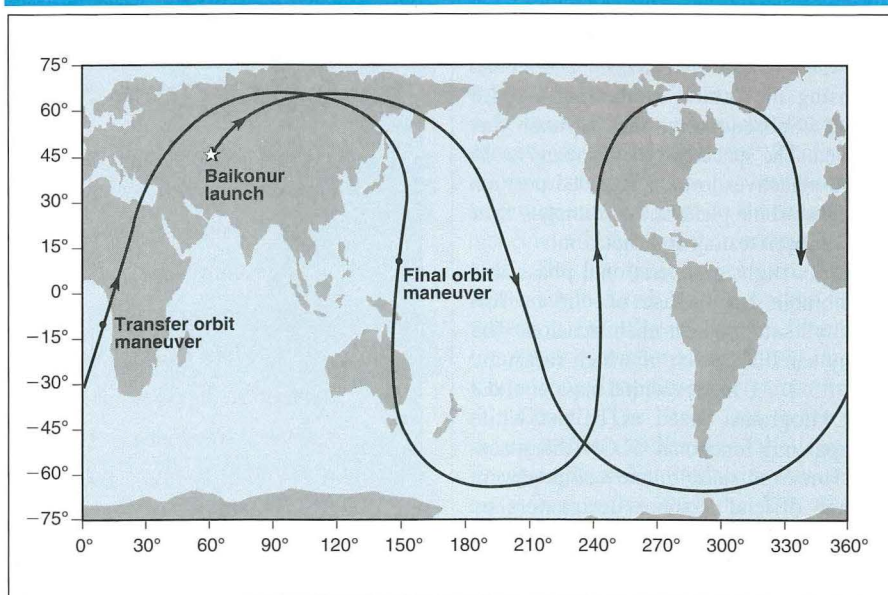 75°
60°
45°
30°
15°
0°
−15°
−30°
−45°
−60°
−75°
Baikonur
launch
Final orbit
maneuver
Transfer orbit
maneuver
0° 30° 60° 90° 120° 150° 180° 210° 240° 270° 300° 330° 360°